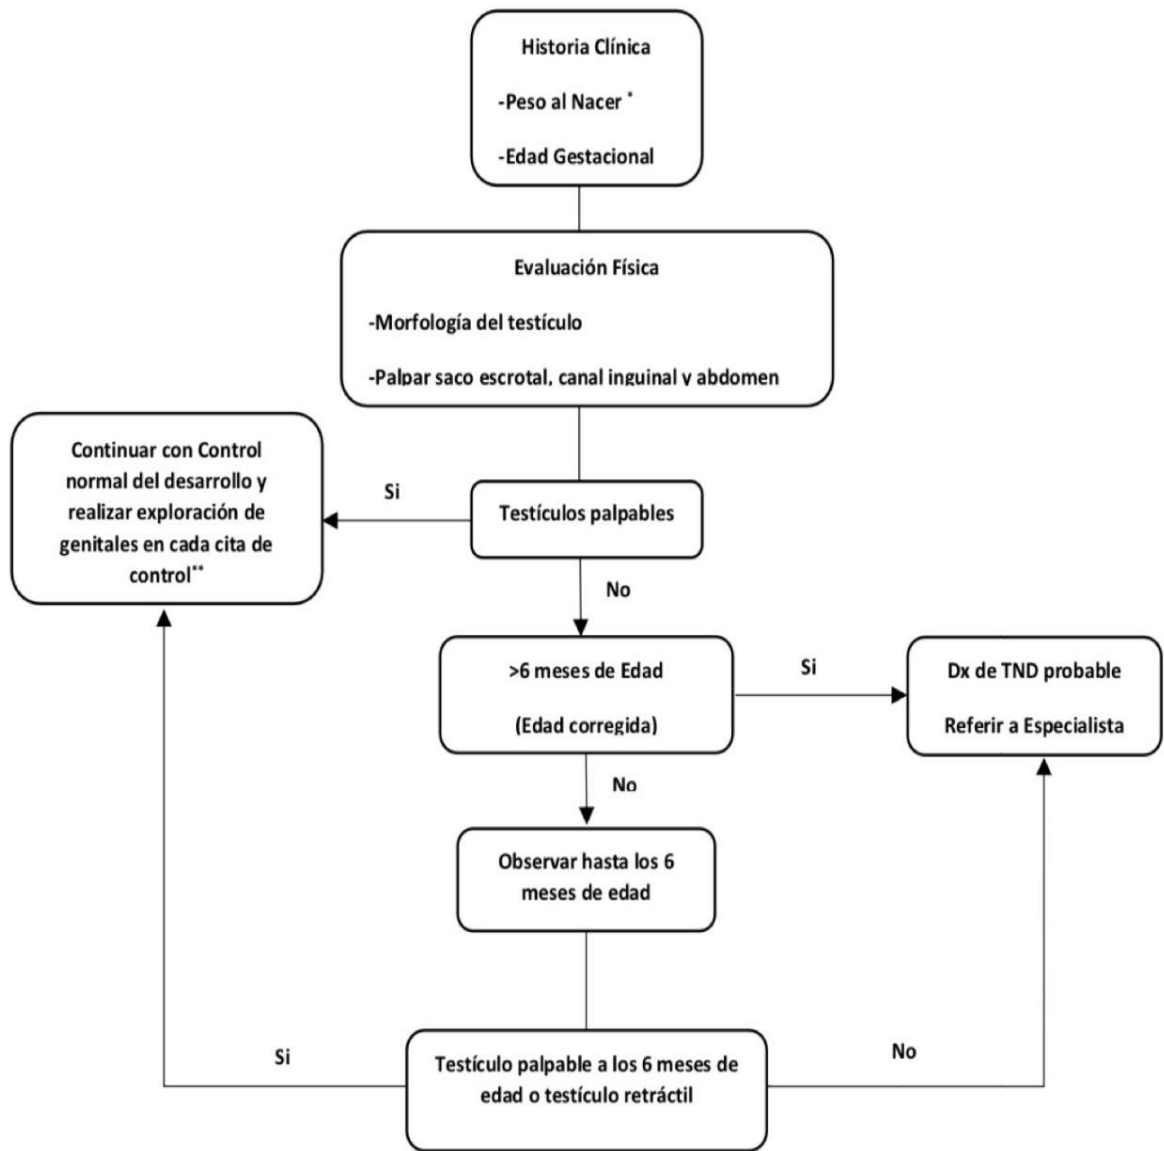 Historia Clínica
-Peso al Nacer *
-Edad Gestacional
Evaluación Física
-Morfología del testículo
-Palpar saco escrotal, canal inguinal y abdomen
Continuar con Control
normal del desarrollo y
realizar exploración de
genitales en cada cita de
control**
Si
Testículos palpables
No
>6 meses de Edad
(Edad corregida)
Si
Dx de TND probable
Referir a Especialista
No
Observar hasta los 6
meses de edad
Si
Testículo palpable a los 6 meses de
edad o testículo retráctil
No